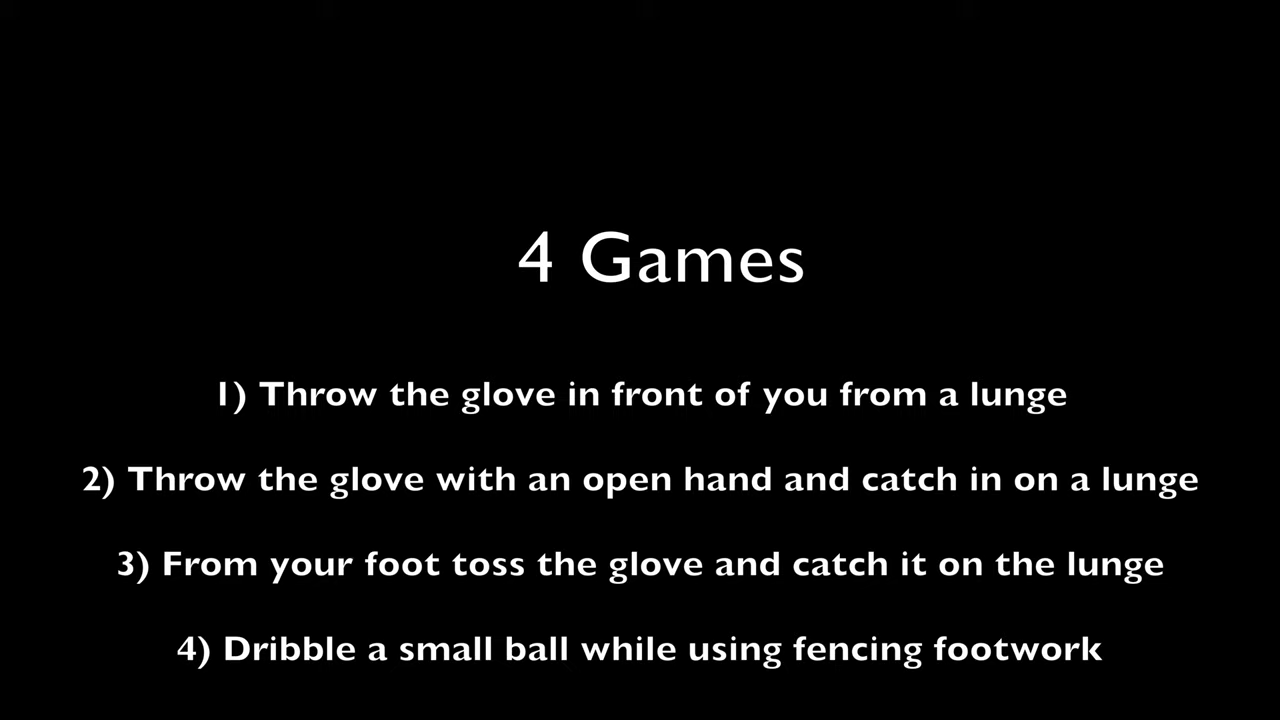 4 Games
1) Throw the glove in front of you from a lunge
2) Throw the glove with an open hand and catch in on a lunge
3) From your foot toss the glove and catch it on the lunge
4) Dribble a small ball while using fencing footwork